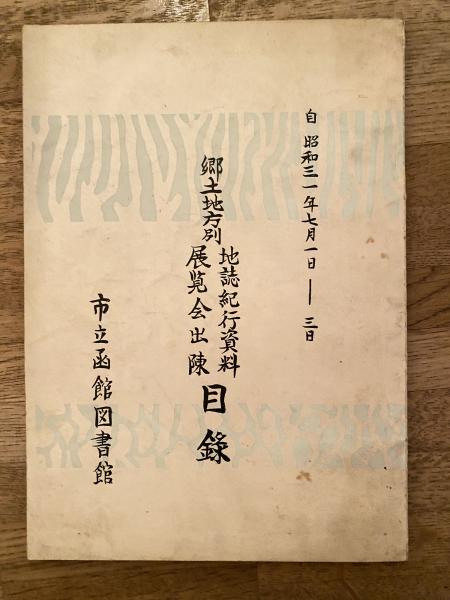 自 昭和三一年七月一日 ― 三日
郷土地方別
地誌紀行資料
展覧会出陳
目錄
市立函館図書館